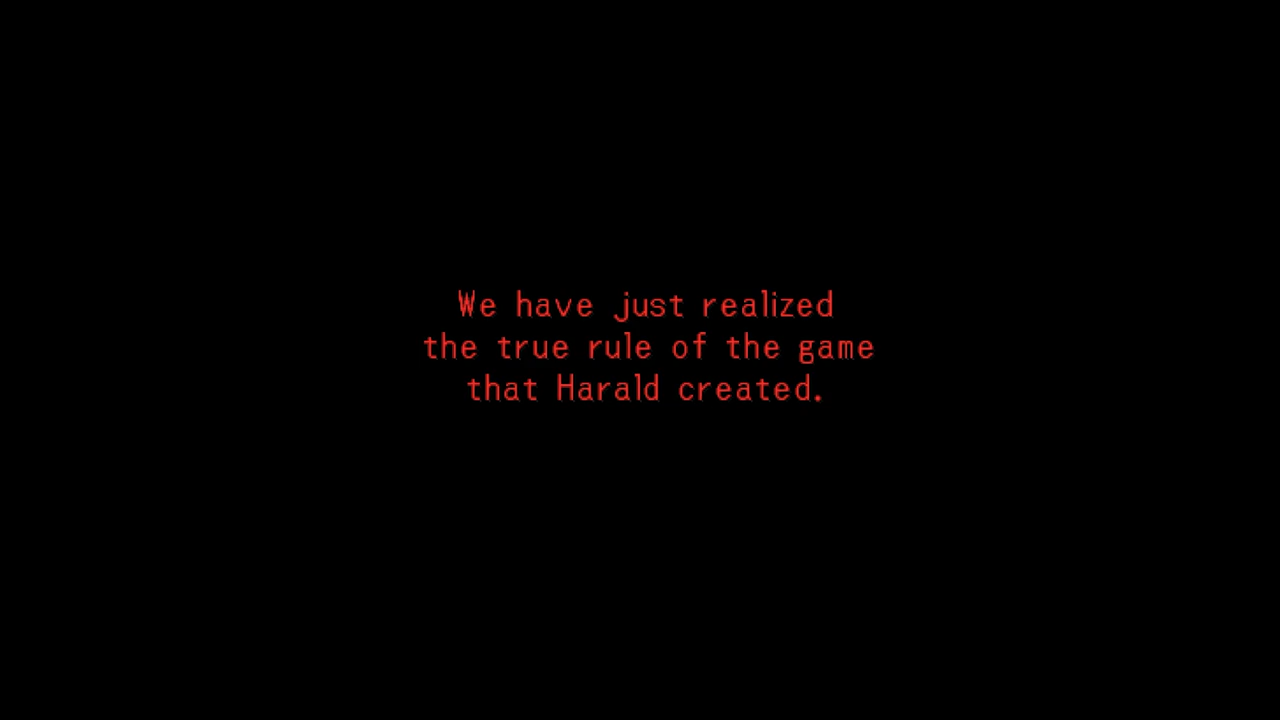 We have just realized
the true rule of the game
that Harald created.